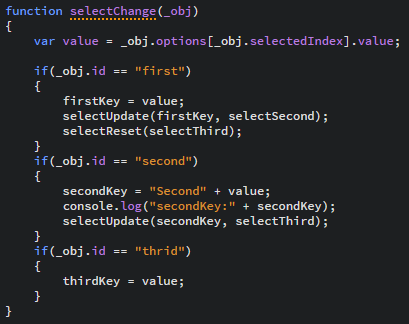 function selectChange(_obj)
{
    var value = _obj.options[_obj.selectedIndex].value;
    if(_obj.id == "first")
    {
        firstKey = value;
        selectUpdate(firstKey, selectSecond);
        selectReset(selectThird);
    }
    if(_obj.id == "second")
    {
        secondKey = "Second" + value;
        console.log("secondKey:" + secondKey);
        selectUpdate(secondKey, selectThird);
    }
    if(_obj.id == "thrid")
    {
        thirdKey = value;
    }
}